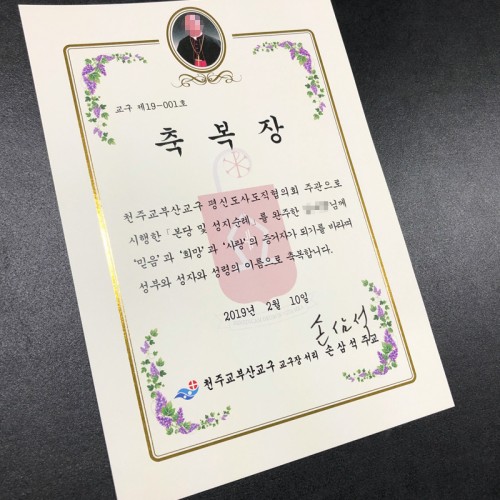 교구 제19-001호
축 복 장
천주교부산교구 평신도사도직협의회 주관으로
시행한 「본당 및 성지순례」를 완주한 님께
'믿음'과 '희망'과 '사랑'의 증거자가 되기를 바라며
성부와 성자와 성령의 이름으로 축복합니다.
2019년 2월 10일
손삼석
천주교부산교구 교구장 서리 손 삼 석 주교